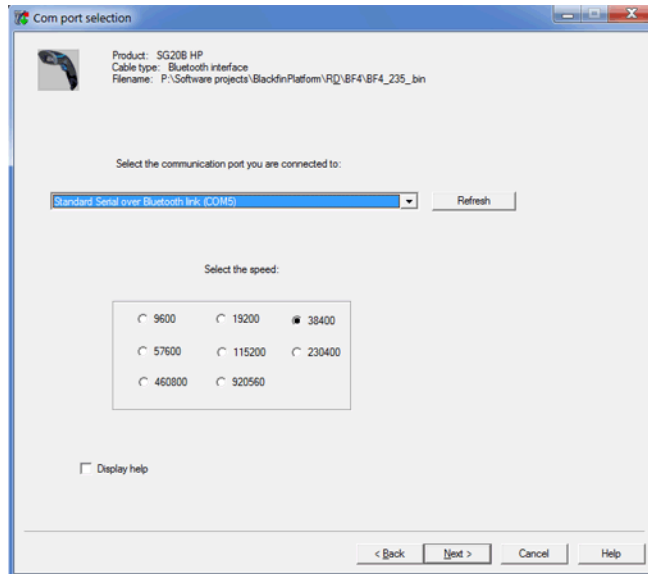 Com port selection
Product: SG20B HP
Cable type: Bluetooth interface
Filename: P:\Software projects\BlackfinPlatform\RD\BF4\BF4_235_bin
Select the communication port you are connected to:
Standard Serial over Bluetooth link (COM5)
Refresh
Select the speed:
9600 19200 38400
57600 115200 230400
460800 920560
Display help
< Back Next > Cancel Help